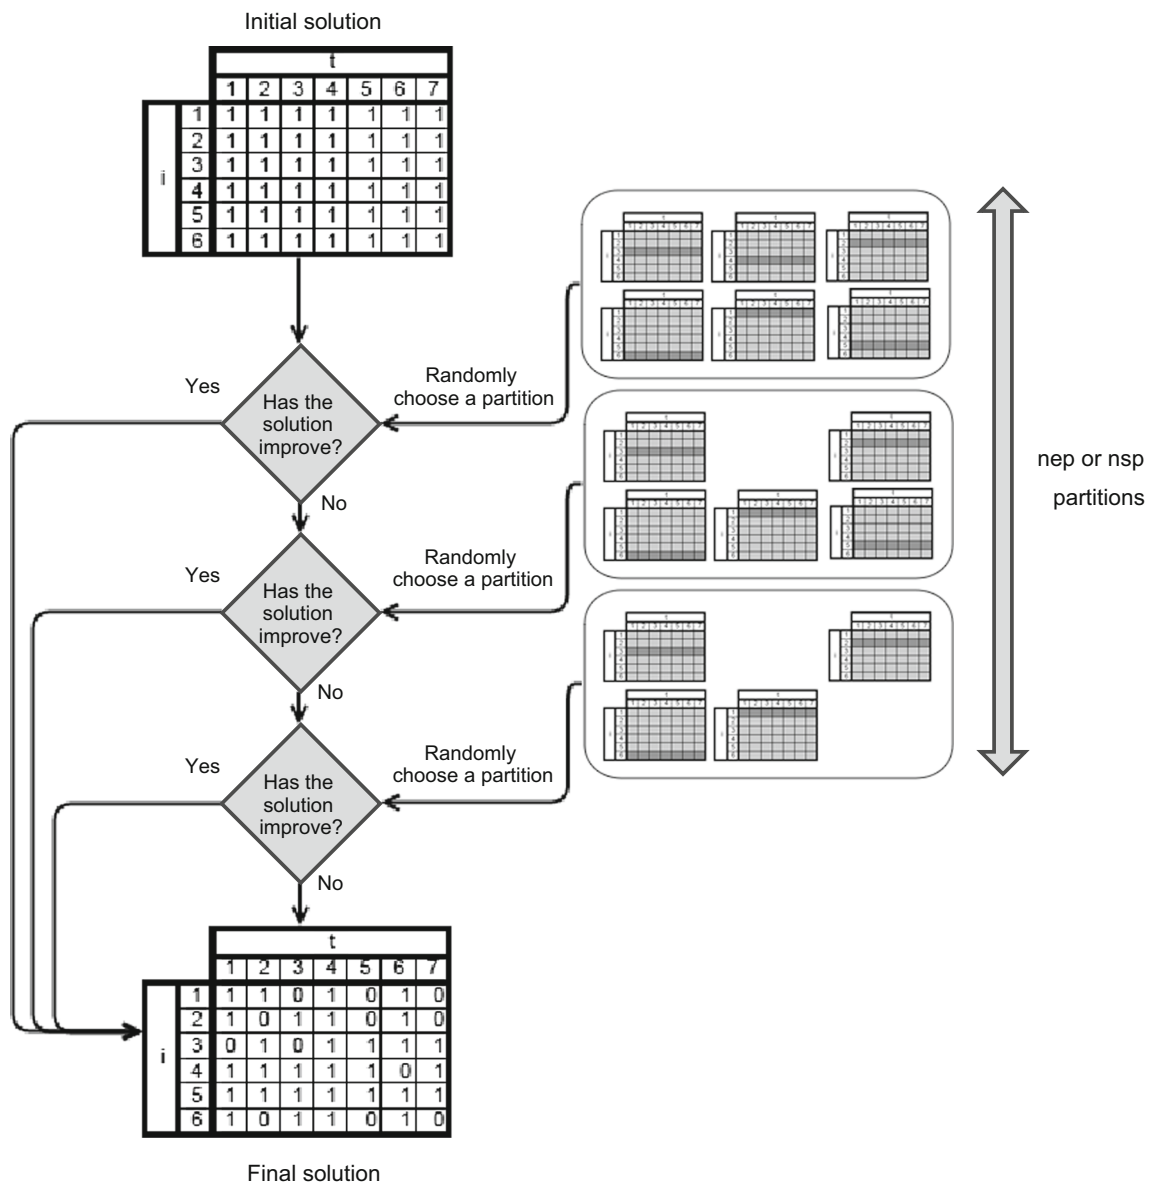 Initial solution
t
1 2 3 4 5 6 7
i
1 1 1 1 1 1 1 1
2 1 1 1 1 1 1 1
3 1 1 1 1 1 1 1
4 1 1 1 1 1 1 1
5 1 1 1 1 1 1 1
6 1 1 1 1 1 1 1
Yes
Has the
solution
improve?
Randomly
choose a partition
No
Yes
Has the
solution
improve?
Randomly
choose a partition
No
Yes
Has the
solution
improve?
Randomly
choose a partition
No
nep or nsp
partitions
t
1 2 3 4 5 6 7
i
1 1 1 0 1 0 1 0
2 1 0 1 1 0 1 0
3 0 1 0 1 1 1 1
4 1 1 1 1 1 0 1
5 1 1 1 1 1 1 1
6 1 0 1 1 0 1 0
Final solution